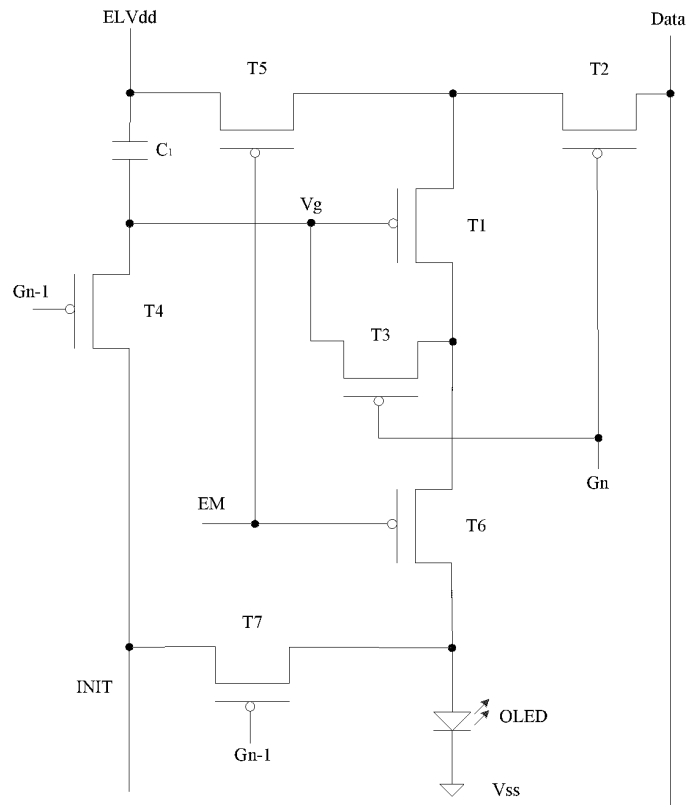 ELVdd
Data
T5
T2
C₁
Vg
T1
Gn-1
T4
T3
Gn
EM
T6
T7
INIT
OLED
Gn-1
Vss